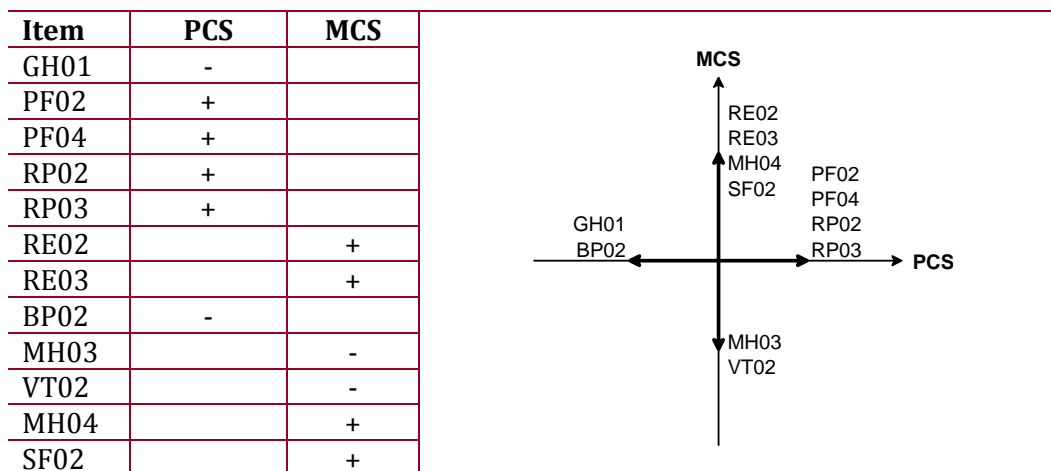 Item PCS MCS
GH01 -
PF02 +
PF04 +
RP02 +
RP03 +
RE02 +
RE03 +
BP02 -
MH03 -
VT02 -
MH04 +
SF02 +
MCS
RE02
RE03
MH04
SF02
PF02
PF04
RP02
RP03
GH01
BP02
PCS
MH03
VT02